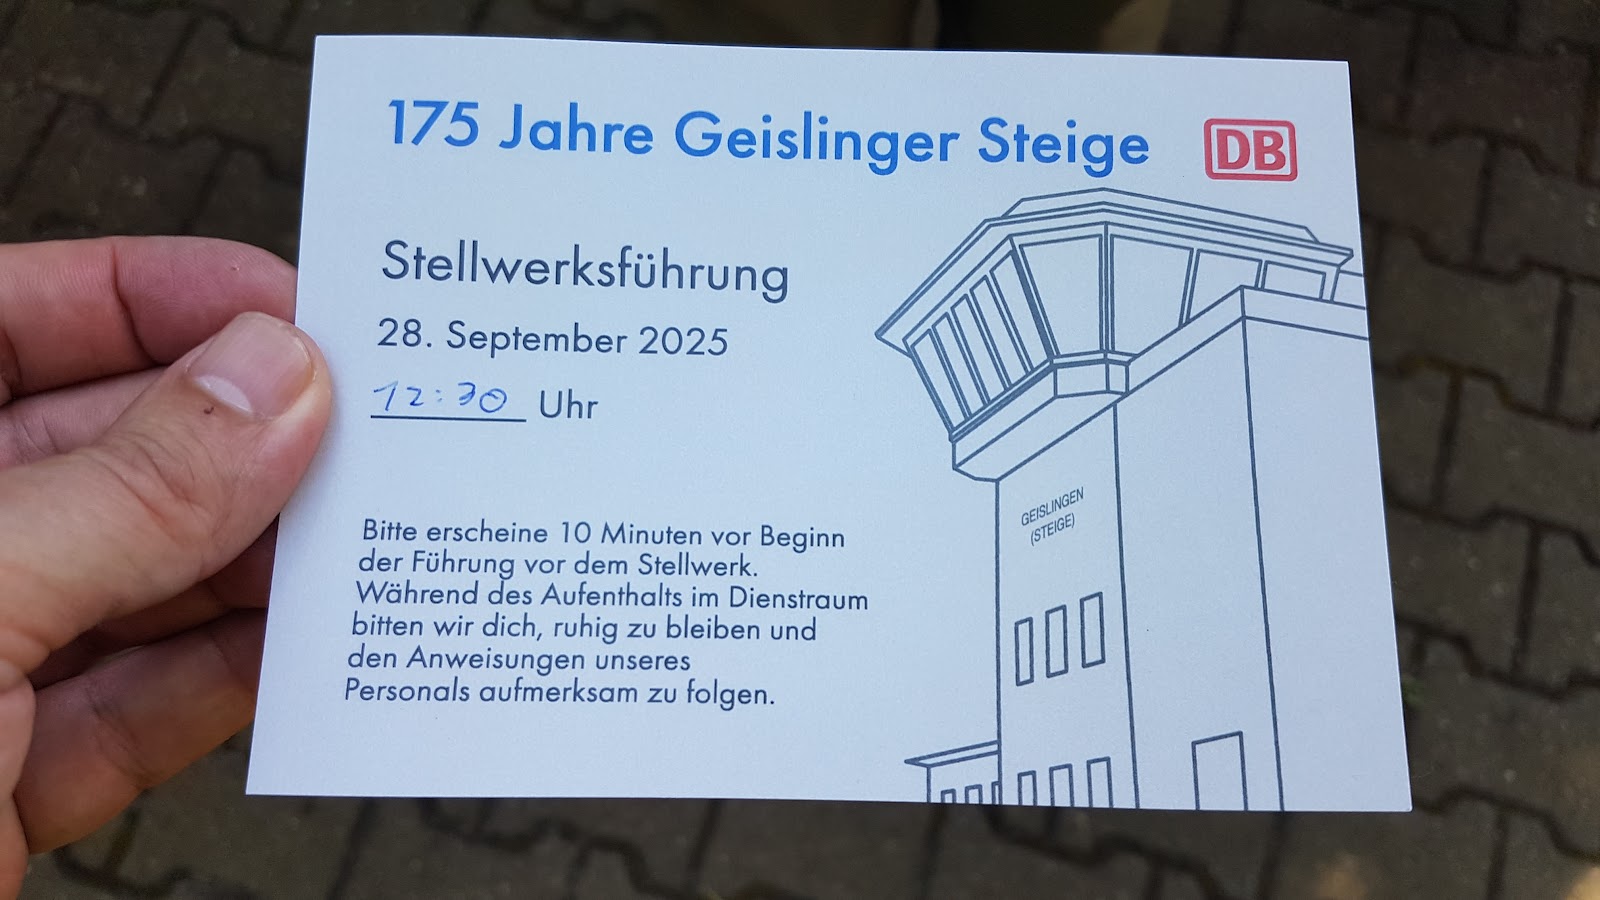 175 Jahre Geislinger Steige
DB
Stellwerksführung
28. September 2025
12:30 Uhr
Bitte erscheine 10 Minuten vor Beginn
der Führung vor dem Stellwerk.
Während des Aufenthalts im Dienstraum
bitten wir dich, ruhig zu bleiben und
den Anweisungen unseres
Personals aufmerksam zu folgen.
GEISLINGEN
(STEIGE)